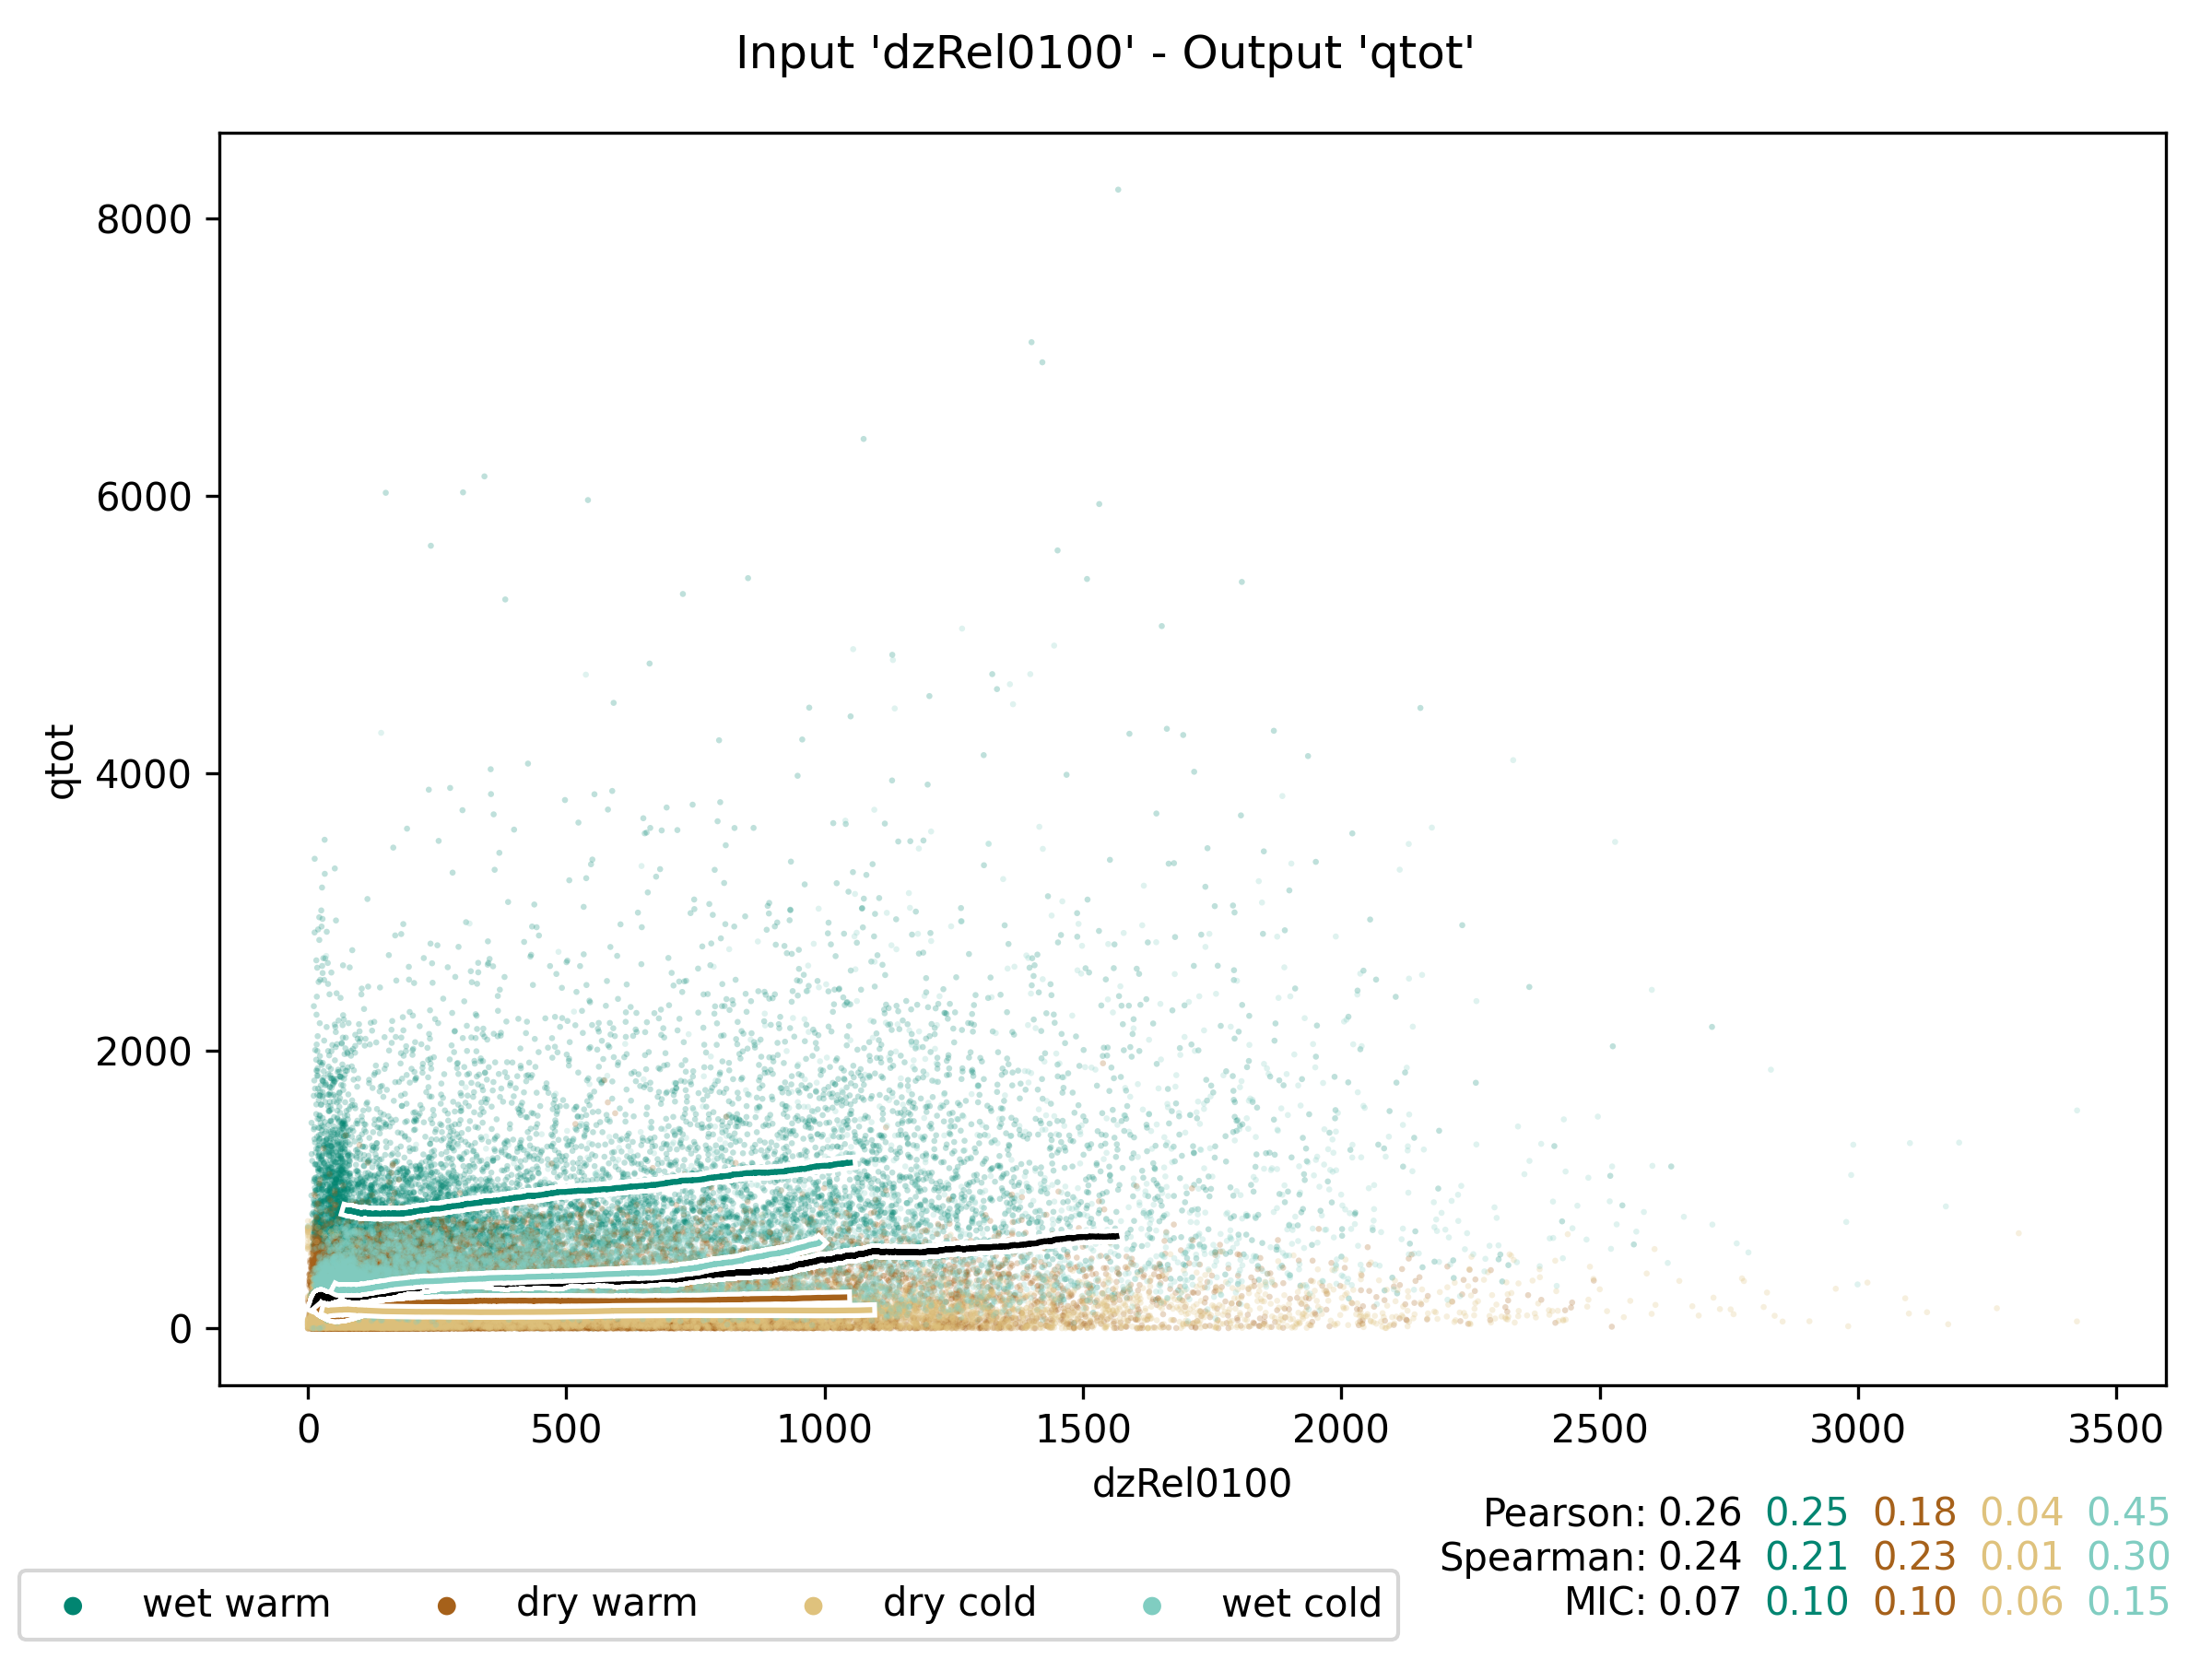 Input 'dzRel0100' - Output 'qtot'
8000
6000
4000
2000
0
qtot
0 500 1000 1500 2000 2500 3000 3500
dzRel0100
Pearson: 0.26 0.25 0.18 0.04 0.45
Spearman: 0.24 0.21 0.23 0.01 0.30
MIC: 0.07 0.10 0.10 0.06 0.15
wet warm dry warm dry cold wet cold